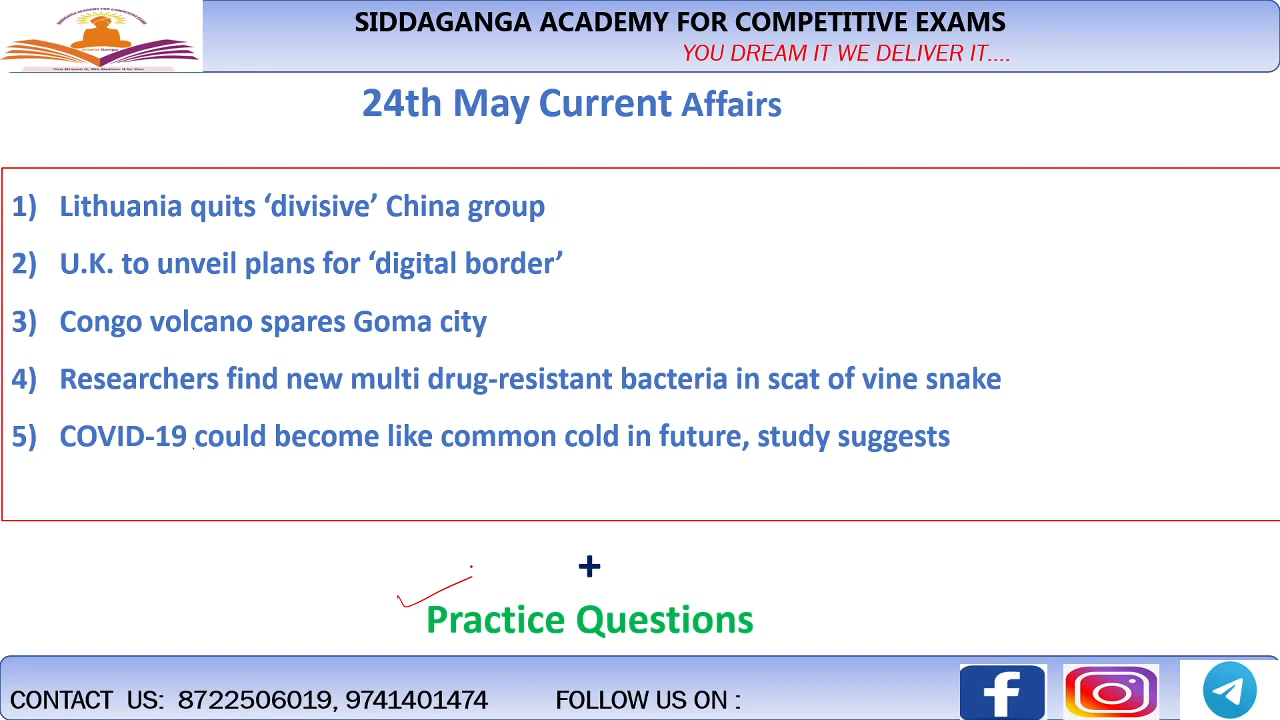 SIDDAGANGA ACADEMY FOR COMPETITIVE EXAMS
YOU DREAM IT WE DELIVER IT....
24th May Current Affairs
1) Lithuania quits ‘divisive’ China group
2) U.K. to unveil plans for ‘digital border’
3) Congo volcano spares Goma city
4) Researchers find new multi drug-resistant bacteria in scat of vine snake
5) COVID-19 could become like common cold in future, study suggests
+
Practice Questions
CONTACT US: 8722506019, 9741401474 FOLLOW US ON :